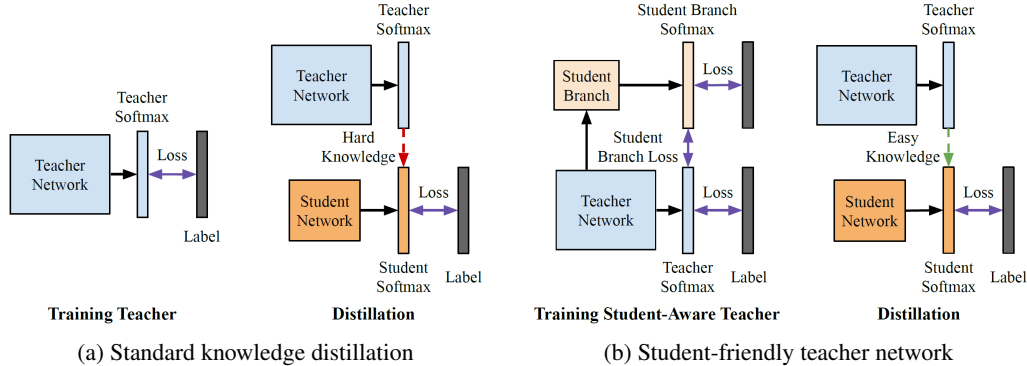 Teacher
Network
Teacher
Softmax
Loss
Label
Training Teacher
Teacher
Softmax
Teacher
Network
Hard
Knowledge
Student
Network
Loss
Student
Softmax
Label
Distillation
(a) Standard knowledge distillation
Student Branch
Softmax
Student
Branch
Loss
Student
Branch Loss
Teacher
Network
Loss
Teacher
Softmax
Label
Training Student-Aware Teacher
Teacher
Softmax
Teacher
Network
Easy
Knowledge
Student
Network
Loss
Student
Softmax
Label
Distillation
(b) Student-friendly teacher network